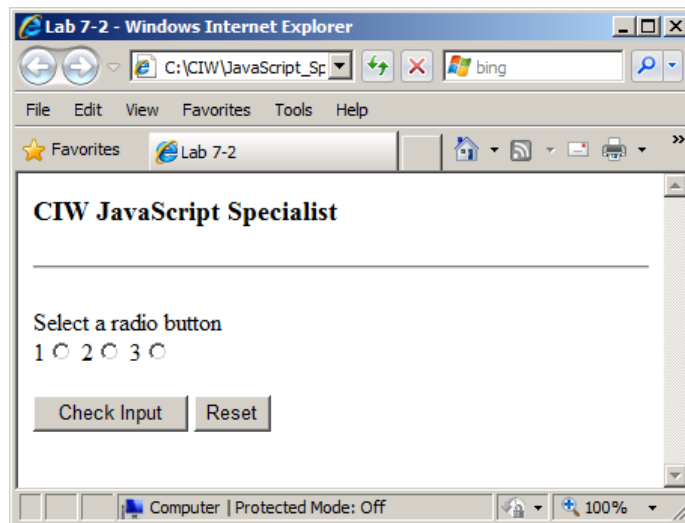 Lab 7-2 - Windows Internet Explorer
C:\CIW\JavaScript_Sp
bing
File Edit View Favorites Tools Help
Favorites
Lab 7-2
»
CIW JavaScript Specialist
Select a radio button
1 2 3
Check Input Reset
Computer | Protected Mode: Off
100%